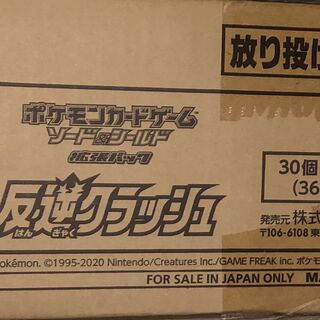 放り投げ
ポケモンカードゲーム
ソード&シールド
拡張パック
反逆クラッシュ
はん ぎゃく
30個
(36
発売元 株式
〒106-6108 東
okémon. ©1995-2020 Nintendo/Creatures Inc./GAME FREAK inc. ポケモ
FOR SALE IN JAPAN ONLY MA